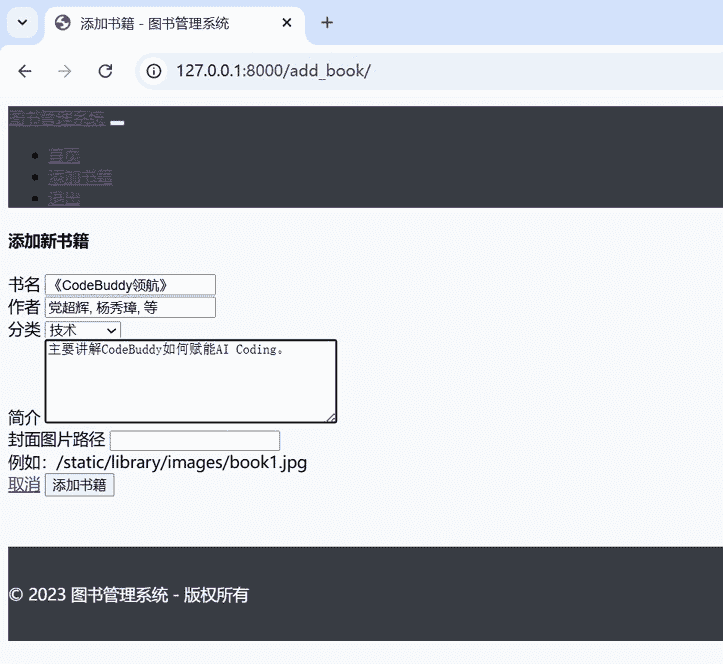 添加书籍 - 图书管理系统
127.0.0.1:8000/add_book/
图书管理系统
首页
添加书籍
退出
添加新书籍
书名 《CodeBuddy领航》
作者 党超辉, 杨秀璋, 等
分类 技术
主要讲解CodeBuddy如何赋能AI Coding。
简介
封面图片路径
例如：/static/library/images/book1.jpg
取消 添加书籍
© 2023 图书管理系统 - 版权所有